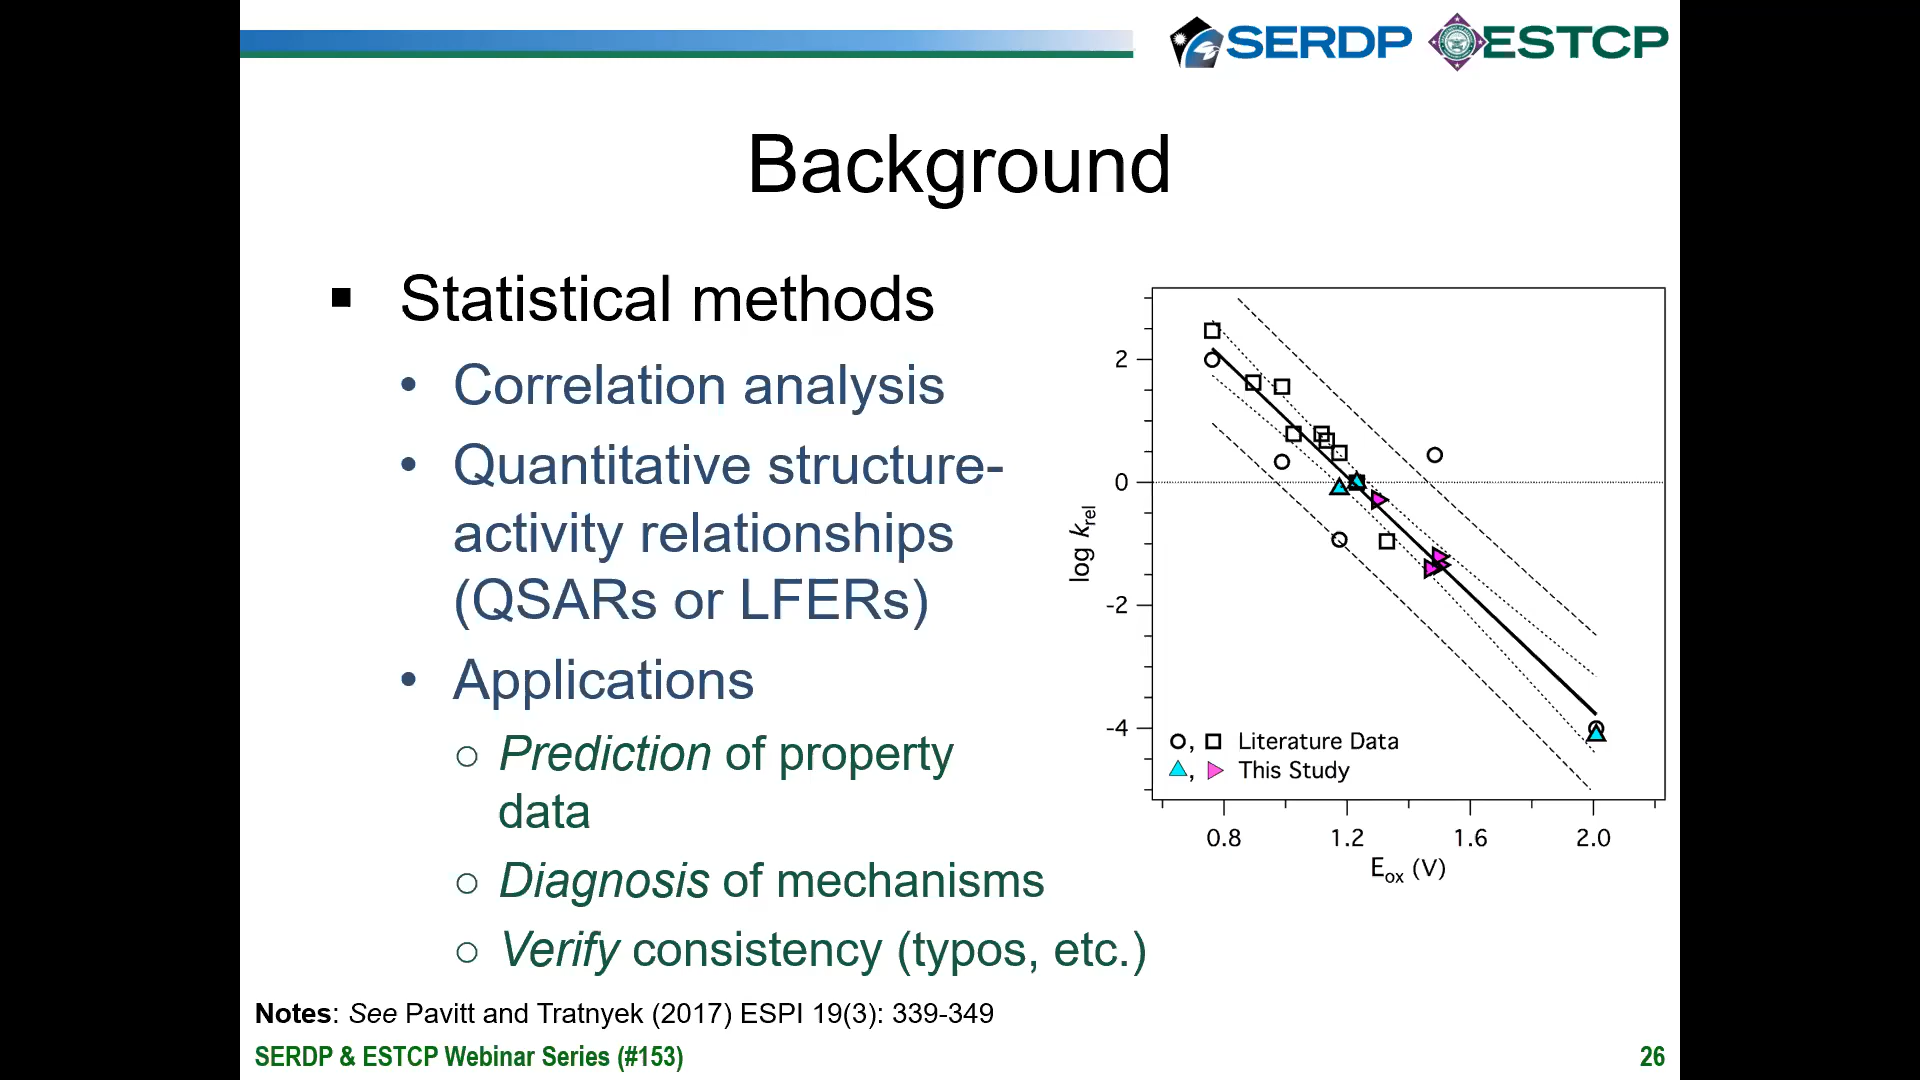 SERDP ESTCP
Background
▪ Statistical methods
• Correlation analysis
• Quantitative structure-
activity relationships
(QSARs or LFERs)
• Applications
○ Prediction of property
data
○ Diagnosis of mechanisms
○ Verify consistency (typos, etc.)
2
0
-2
-4
log krel
○, □ Literature Data
▲, ▶ This Study
0.8 1.2 1.6 2.0
Eox (V)
Notes: See Pavitt and Tratnyek (2017) ESPI 19(3): 339-349
SERDP & ESTCP Webinar Series (#153) 26